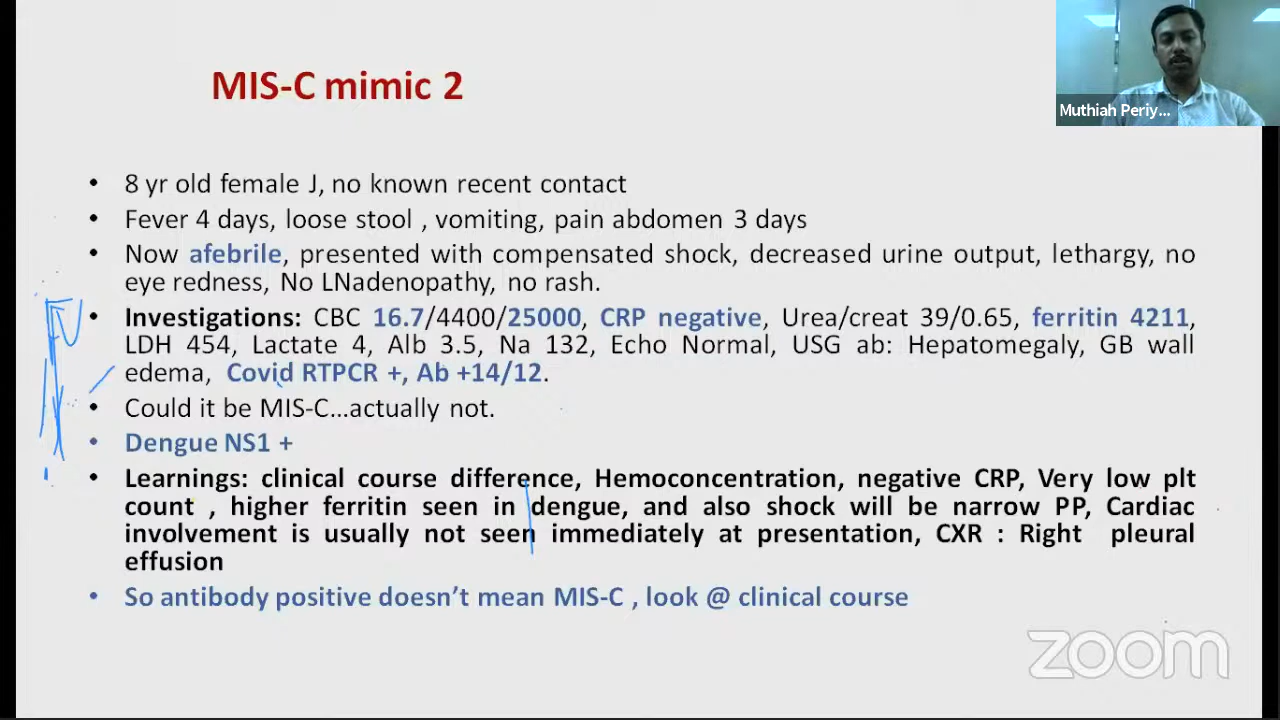 MIS-C mimic 2
Muthiah Periy...
• 8 yr old female J, no known recent contact
• Fever 4 days, loose stool , vomiting, pain abdomen 3 days
• Now afebrile, presented with compensated shock, decreased urine output, lethargy, no
eye redness, No LNadenopathy, no rash.
• Investigations: CBC 16.7/4400/25000, CRP negative, Urea/creat 39/0.65, ferritin 4211,
LDH 454, Lactate 4, Alb 3.5, Na 132, Echo Normal, USG ab: Hepatomegaly, GB wall
edema, Covid RTPCR +, Ab +14/12.
• Could it be MIS-C...actually not.
• Dengue NS1 +
• Learnings: clinical course difference, Hemoconcentration, negative CRP, Very low plt
count , higher ferritin seen in dengue, and also shock will be narrow PP, Cardiac
involvement is usually not seen immediately at presentation, CXR : Right pleural
effusion
• So antibody positive doesn't mean MIS-C , look @ clinical course
zoom